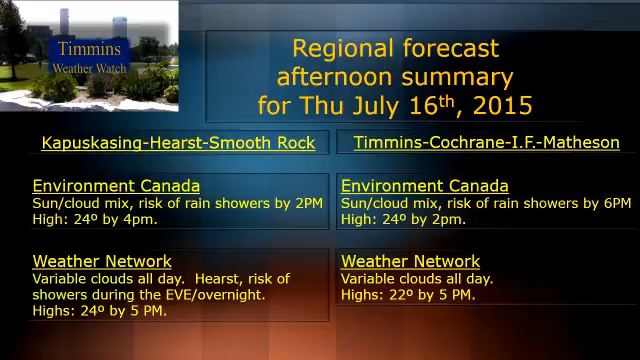 Timmins
Weather Watch
Regional forecast
afternoon summary
for Thu July 16th, 2015
Kapuskasing-Hearst-Smooth Rock
Environment Canada
Sun/cloud mix, risk of rain showers by 2PM
High: 24º by 4pm.
Weather Network
Variable clouds all day.  Hearst, risk of
showers during the EVE/overnight.
Highs: 24º by 5 PM.
Timmins-Cochrane-I.F.-Matheson
Environment Canada
Sun/cloud mix, risk of rain showers by 6PM
High: 24º by 2pm.
Weather Network
Variable clouds all day.
Highs: 22º by 5 PM.